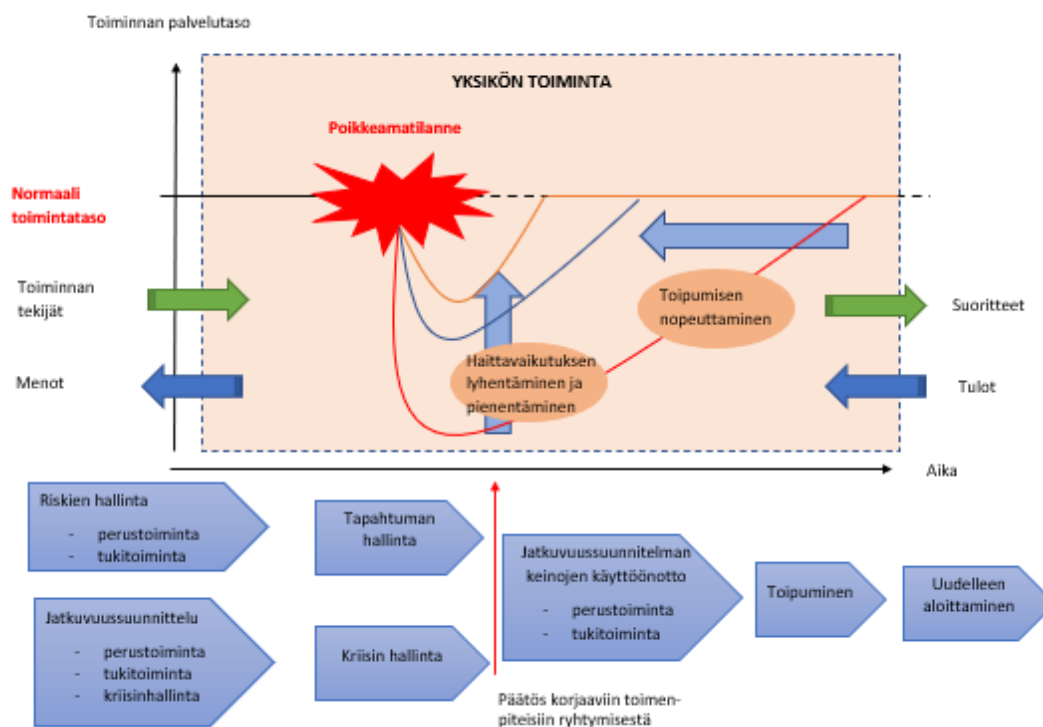 Toiminnan palvelutaso
YKSIKÖN TOIMINTA
Poikkeamatilanne
Normaali
toimintataso
Toiminnan
tekijät
Menot
Toipumisen
nopeuttaminen
Haittavaikutuksen
lyhentäminen ja
pienentäminen
Suoritteet
Tulot
Aika
Riskien hallinta
- perustoiminta
- tukitoiminta
Tapahtuman
hallinta
Jatkuvuussuunnitelman
keinojen käyttöönotto
- perustoiminta
- tukitoiminta
Toipuminen
Uudelleen
aloittaminen
Jatkuvuussuunnittelu
- perustoiminta
- tukitoiminta
- kriisinhallinta
Kriisin hallinta
Päätös korjaaviin toimen-
piteisiin ryhtymisestä